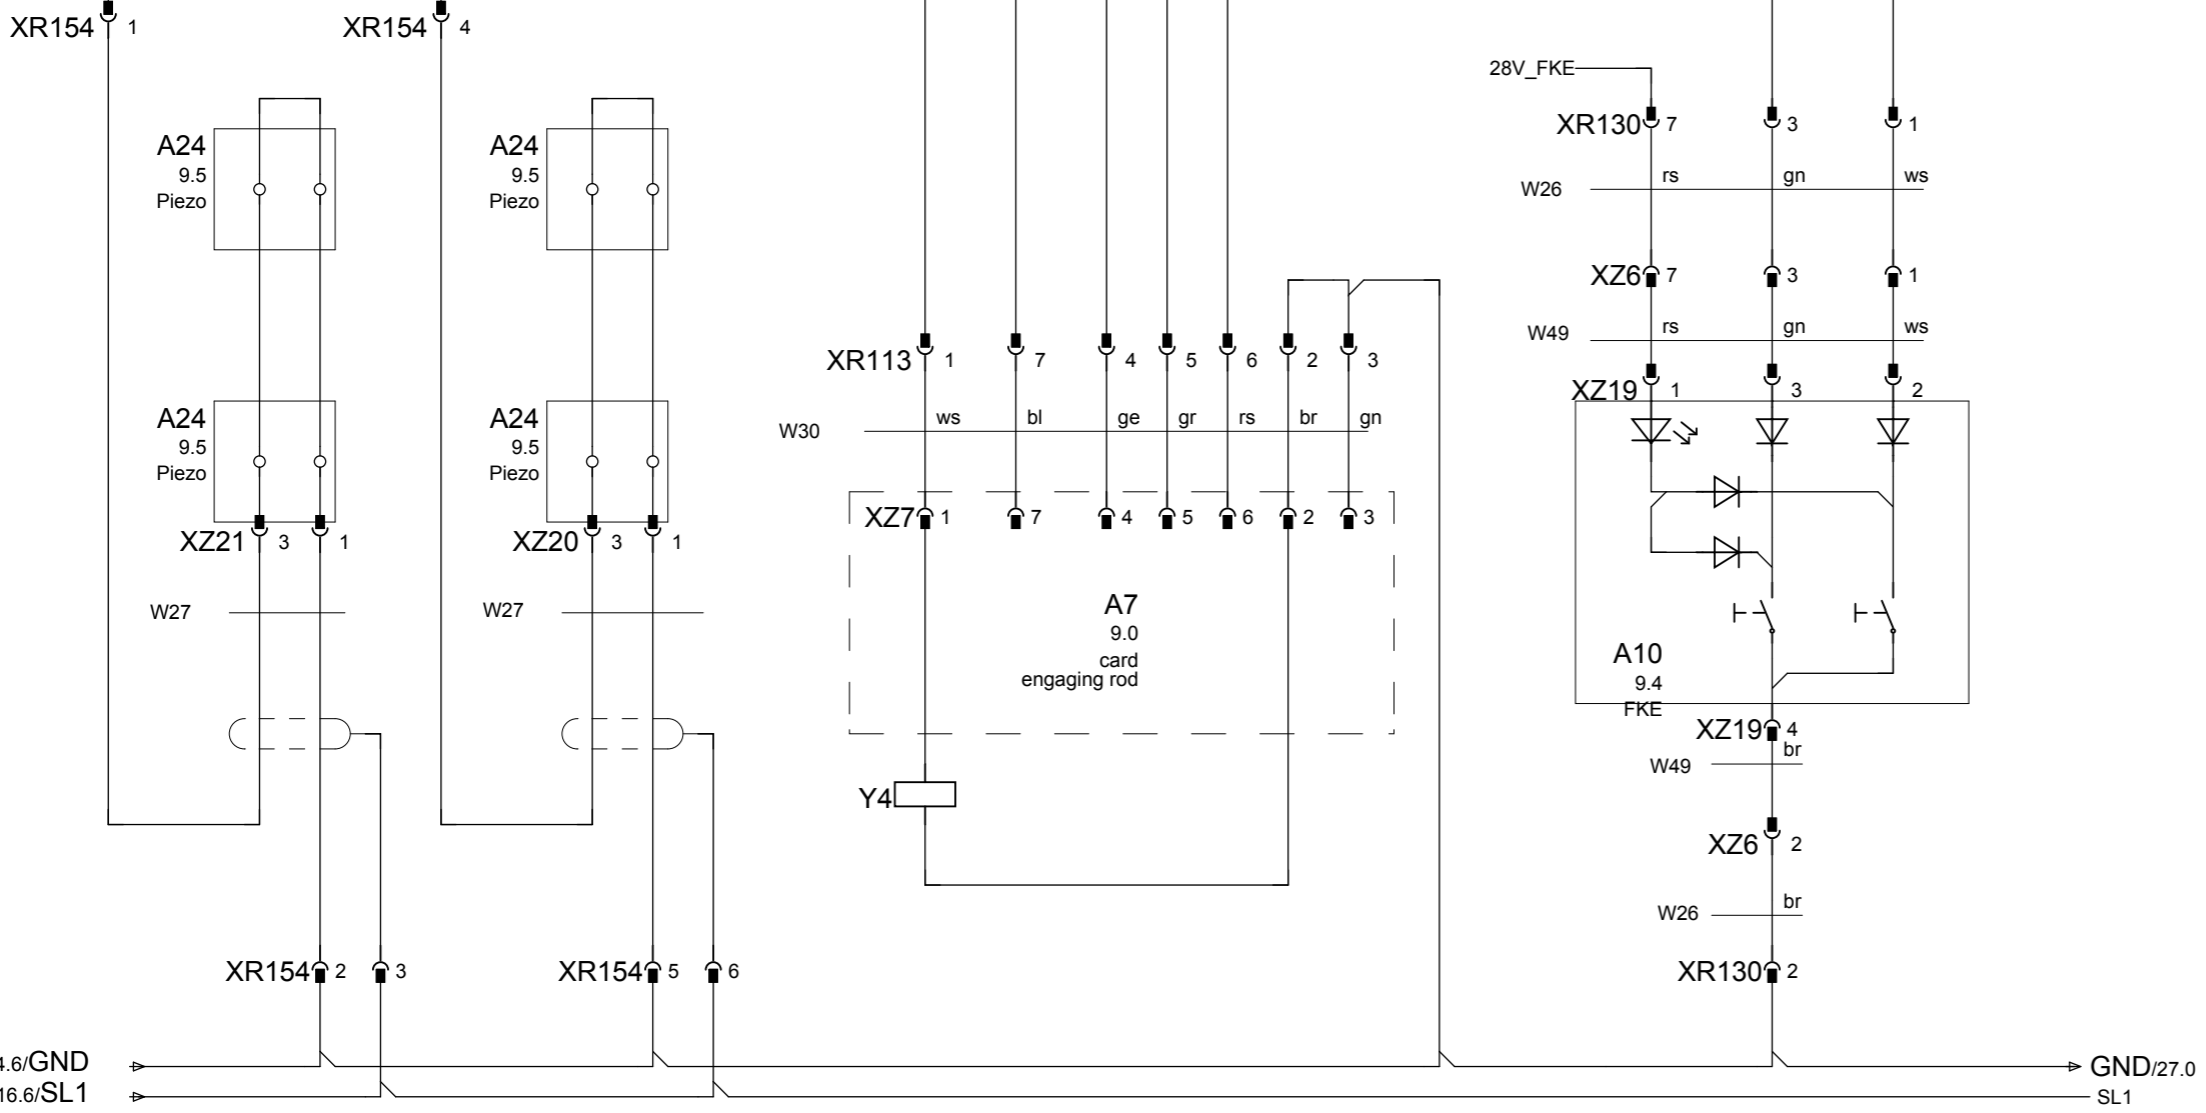 XR154 1
XR154 4
28V_FKE
XR130 7 3 1
A24
9.5
Piezo
A24
9.5
Piezo
W26 rs gn ws
XZ6 7 3 1
W49 rs gn ws
XR113 1 7 4 5 6 2 3
XZ19 1 3 2
A24
9.5
Piezo
A24
9.5
Piezo
W30 ws bl ge gr rs br gn
XZ7 1 7 4 5 6 2 3
XZ21 3 1
XZ20 3 1
W27
W27
A7
9.0
card
engaging rod
A10
9.4
FKE
XZ19 4
W49 br
Y4
XZ6 2
W26 br
XR154 2 3
XR154 5 6
XR130 2
4.6/GND
GND/27.0
16.6/SL1
SL1